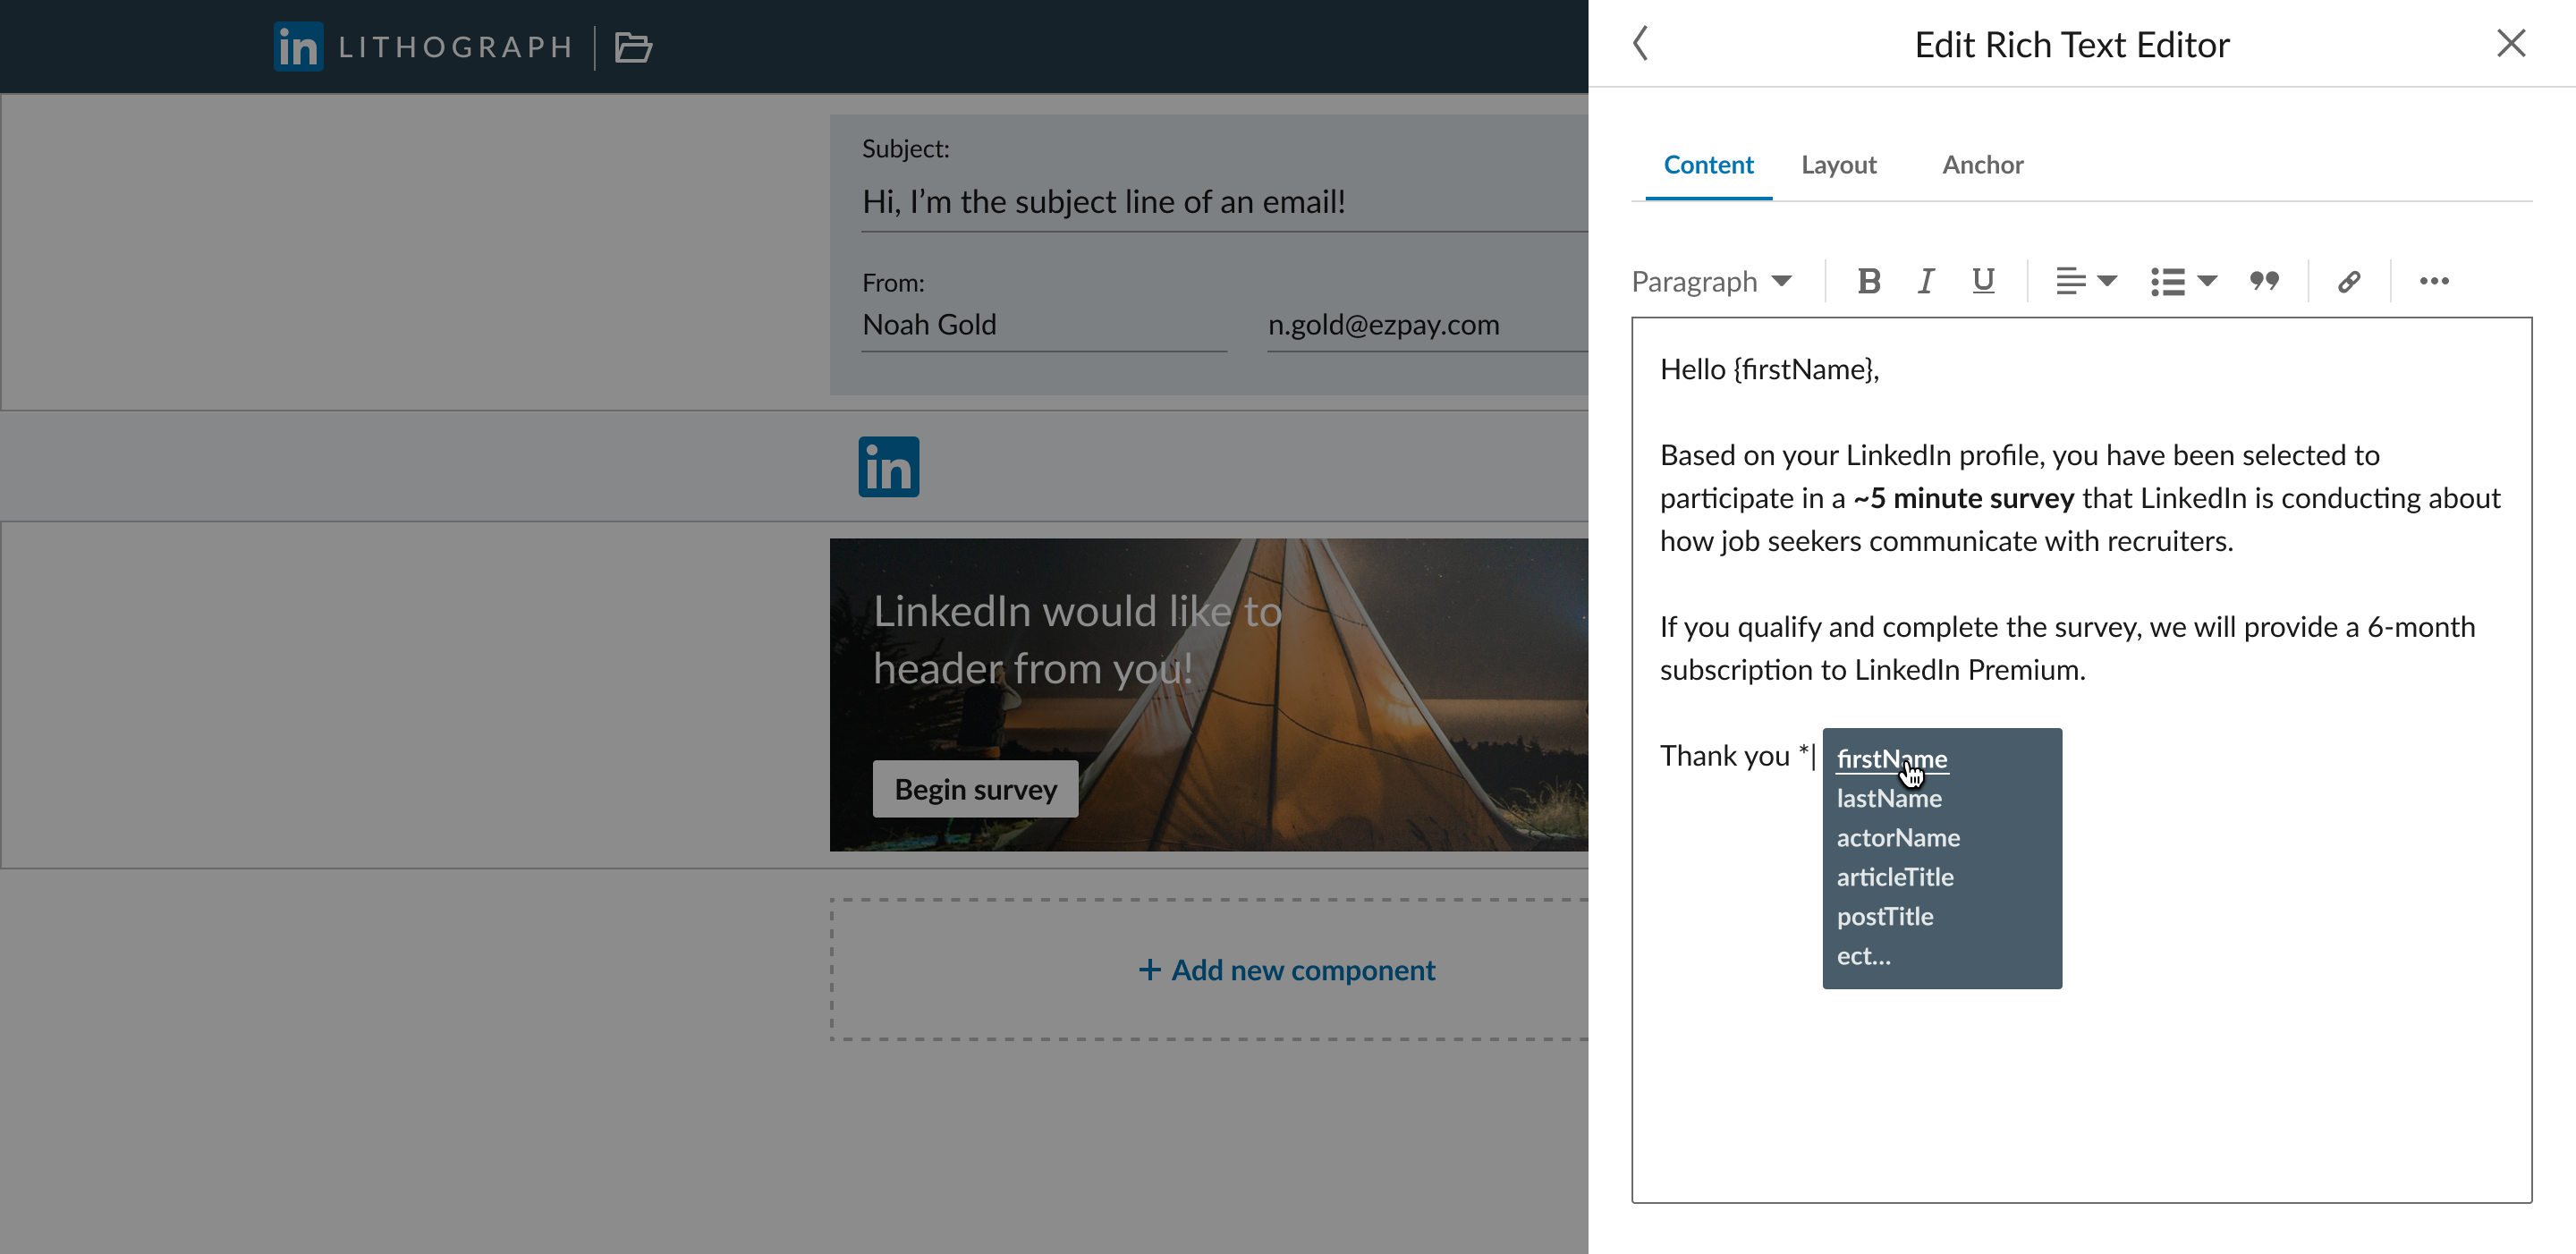 in LITHOGRAPH
Subject:
Hi, I’m the subject line of an email!
From:
Noah Gold
n.gold@ezpay.com
in
LinkedIn would like to
header from you!
Begin survey
+ Add new component
Edit Rich Text Editor
Content Layout Anchor
Paragraph B I U
Hello {firstName},
Based on your LinkedIn profile, you have been selected to
participate in a ~5 minute survey that LinkedIn is conducting about
how job seekers communicate with recruiters.
If you qualify and complete the survey, we will provide a 6-month
subscription to LinkedIn Premium.
Thank you *|
firstName
lastName
actorName
articleTitle
postTitle
ect...